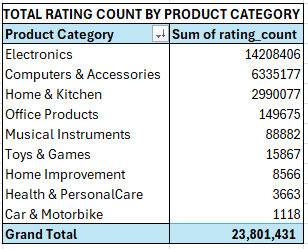 TOTAL RATING COUNT BY PRODUCT CATEGORY
Product Category Sum of rating_count
Electronics 14208406
Computers & Accessories 6335177
Home & Kitchen 2990077
Office Products 149675
Musical Instruments 88882
Toys & Games 15867
Home Improvement 8566
Health & PersonalCare 3663
Car & Motorbike 1118
Grand Total 23,801,431